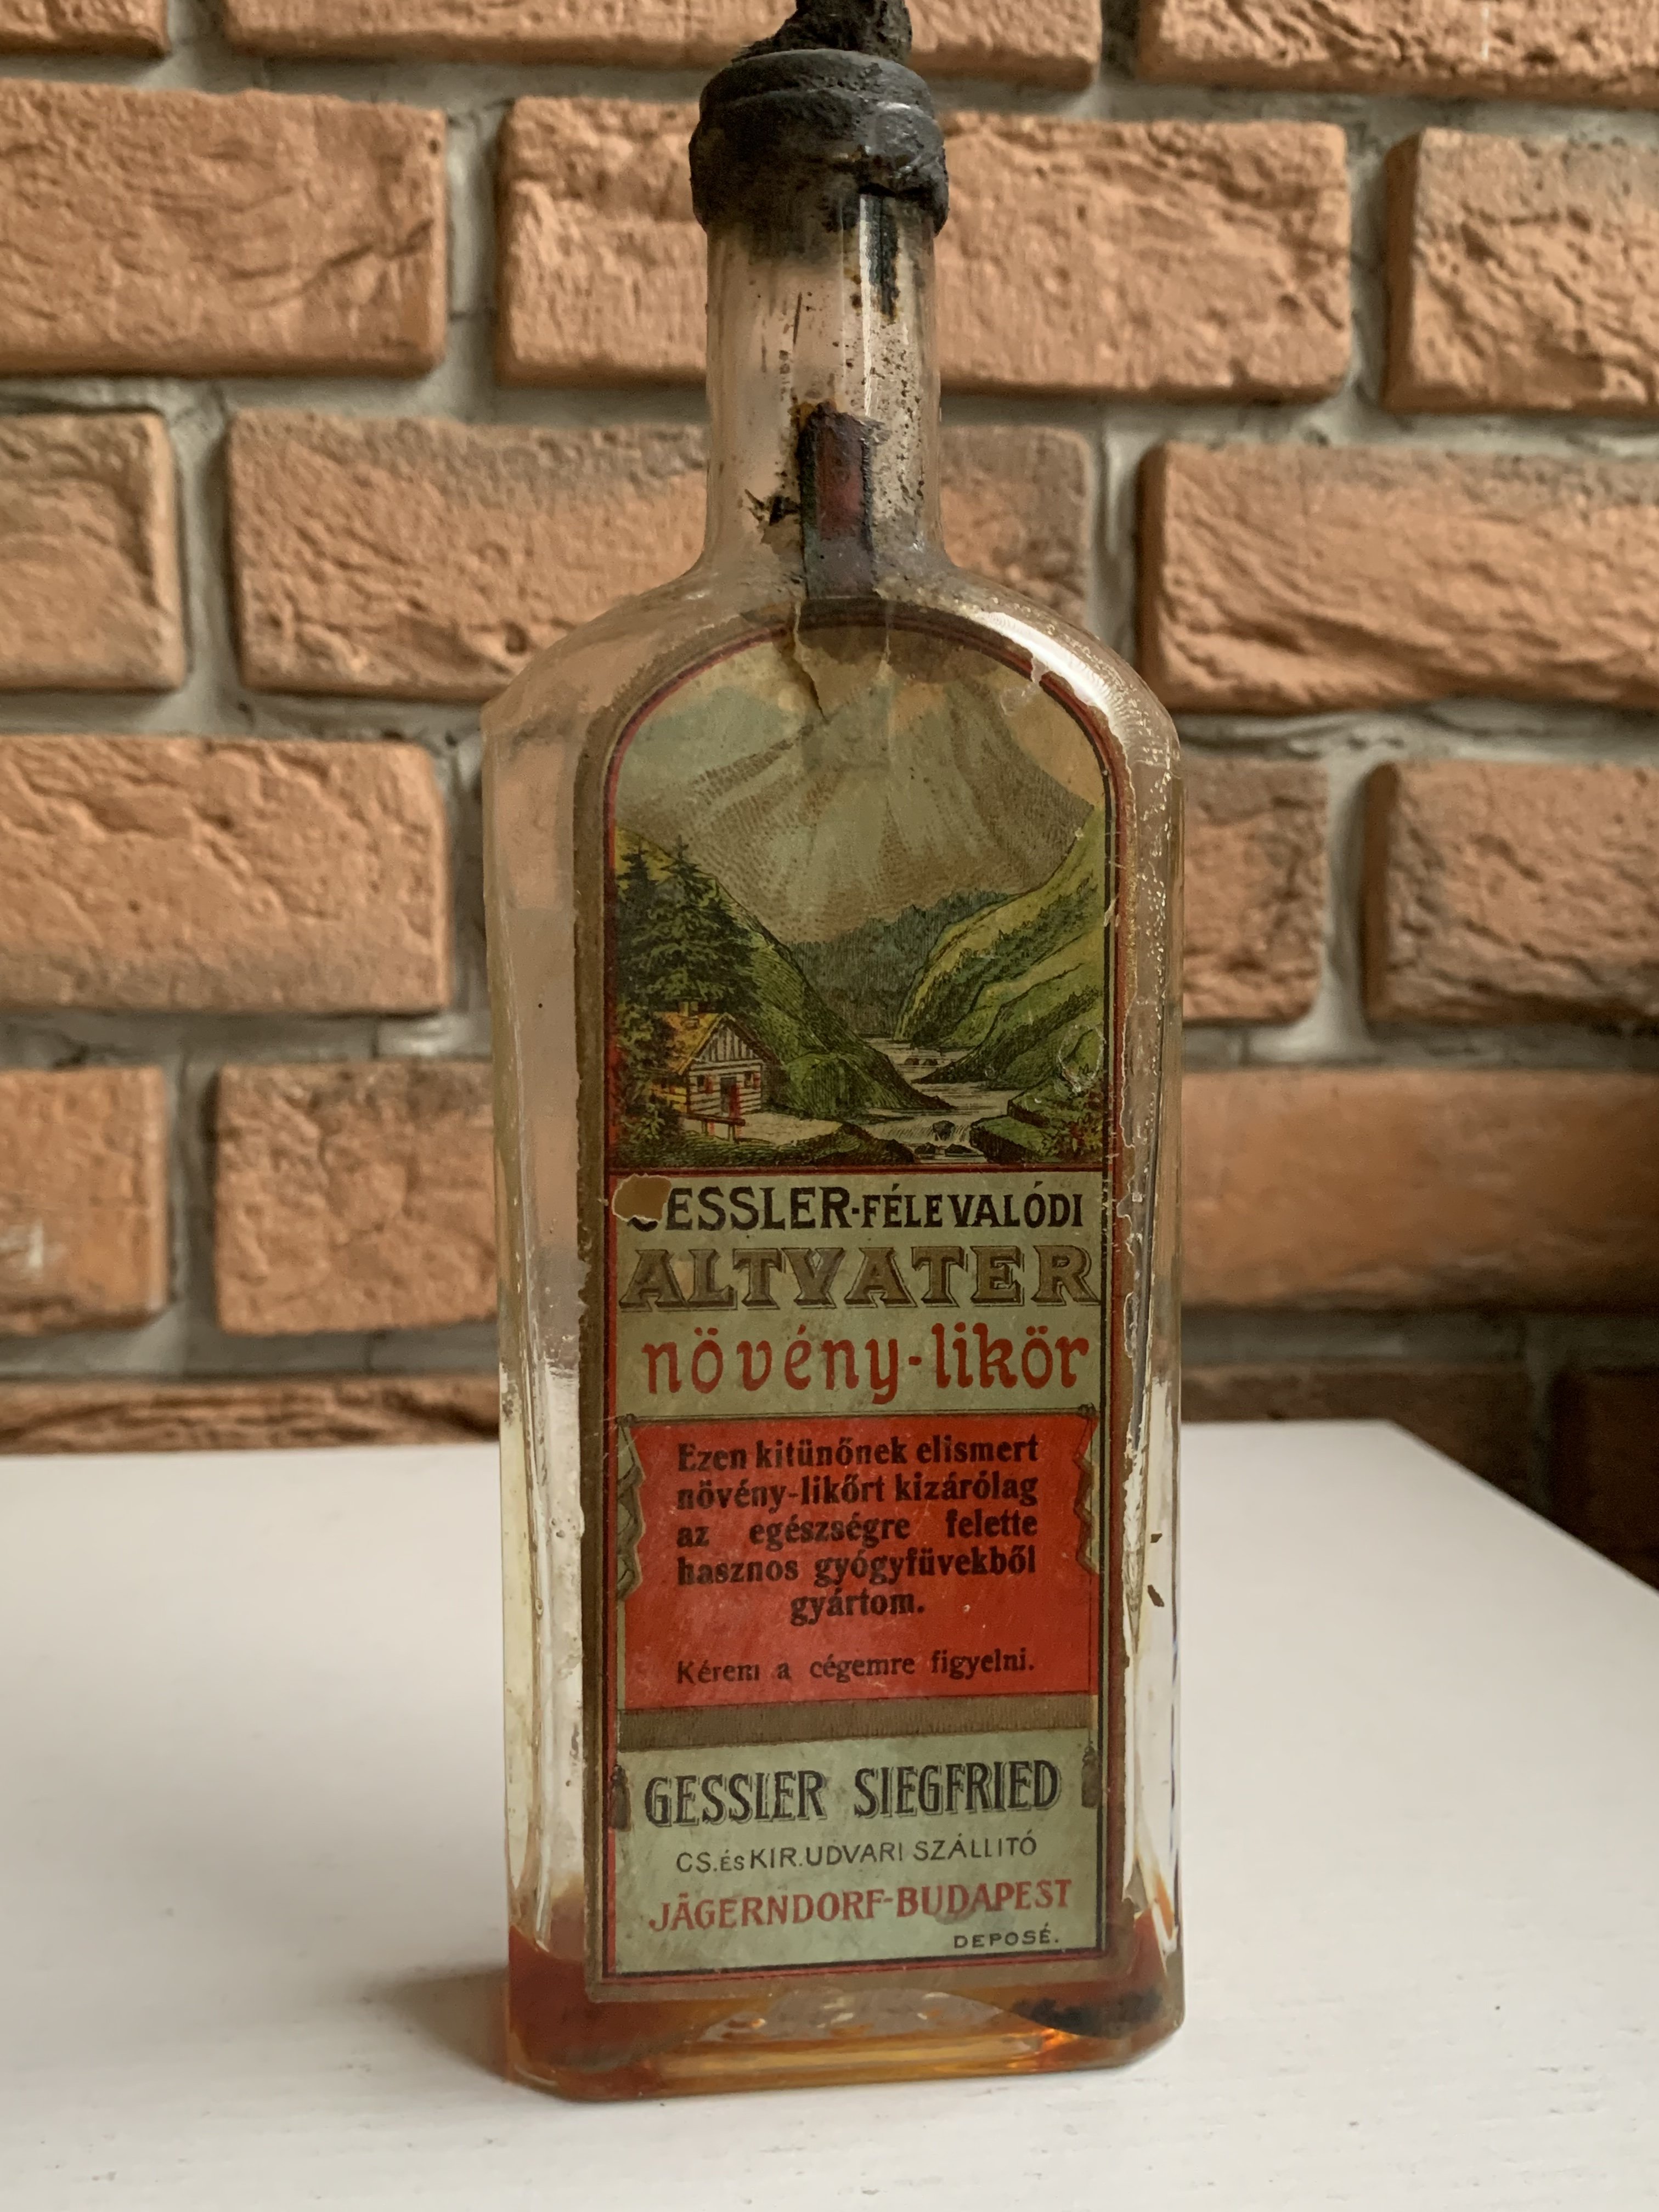 GESSLER-FÉLE VALÓDI
ALTVATER
növény-likör
Ezen kitünőnek elismert
növény-likőrt kizárólag
az egészségre felette
hasznos gyógyfüvekből
gyártom.
Kérem a cégemre figyelni.
GESSLER SIEGFRIED
CS. és KIR. UDVARI SZÁLLITÓ
JÄGERNDORF-BUDAPEST
DEPOSÉ.